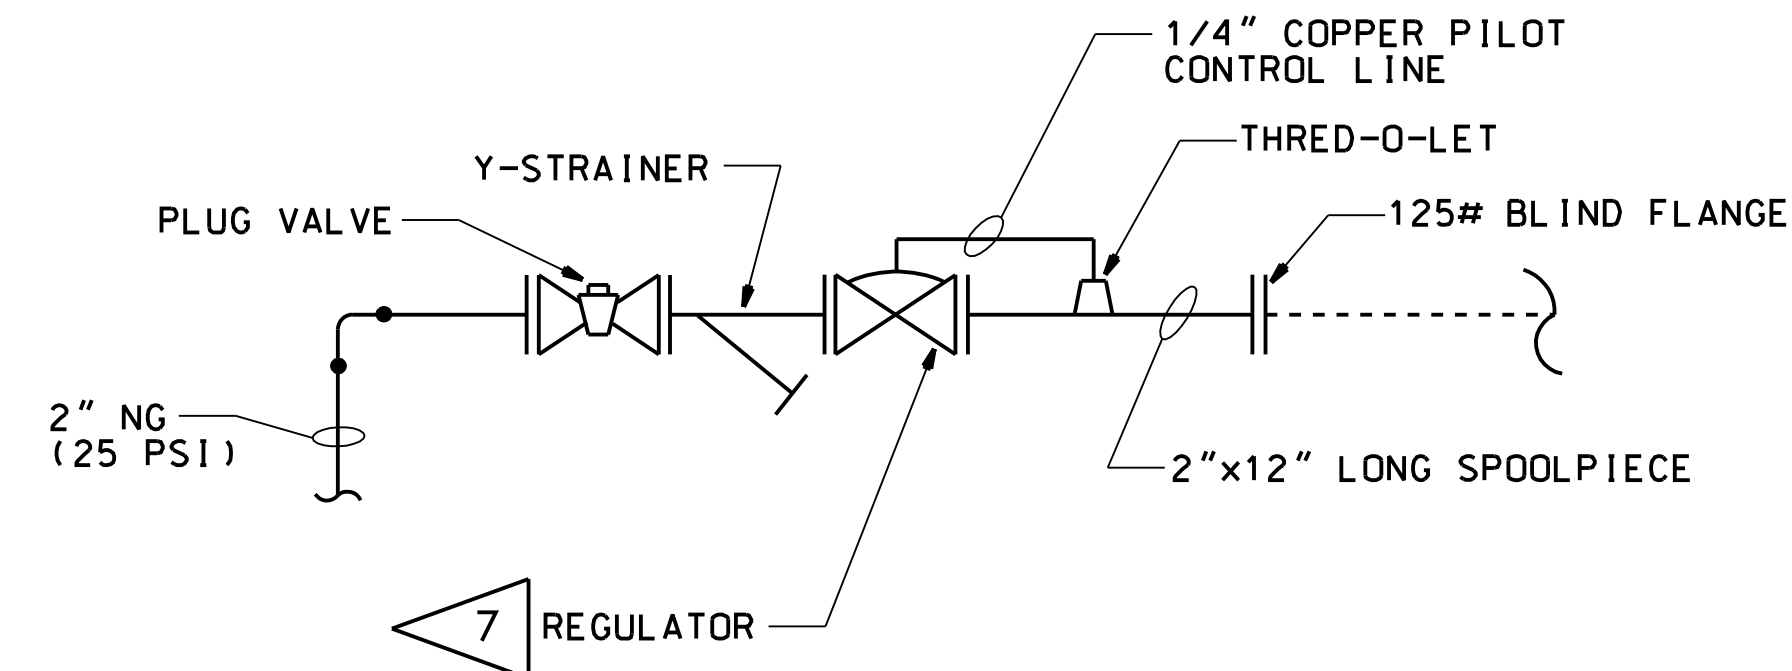 1/4" COPPER PILOT
CONTROL LINE
THRED-O-LET
Y-STRAINER
125# BLIND FLANGE
PLUG VALVE
2" NG
(25 PSI)
2"x12" LONG SPOOLPIECE
7 REGULATOR